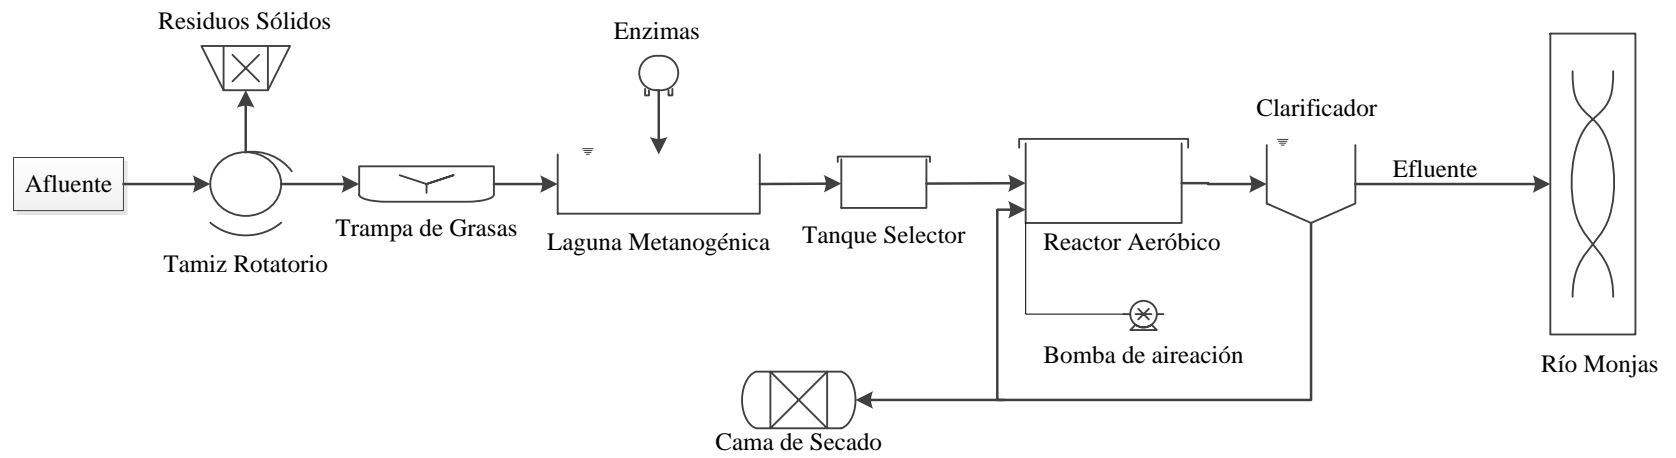 Residuos Sólidos
Enzimas
Clarificador
Afluente
Efluente
Trampa de Grasas
Laguna Metanogénica
Tanque Selector
Reactor Aeróbico
Tamiz Rotatorio
Bomba de aireación
Río Monjas
Cama de Secado